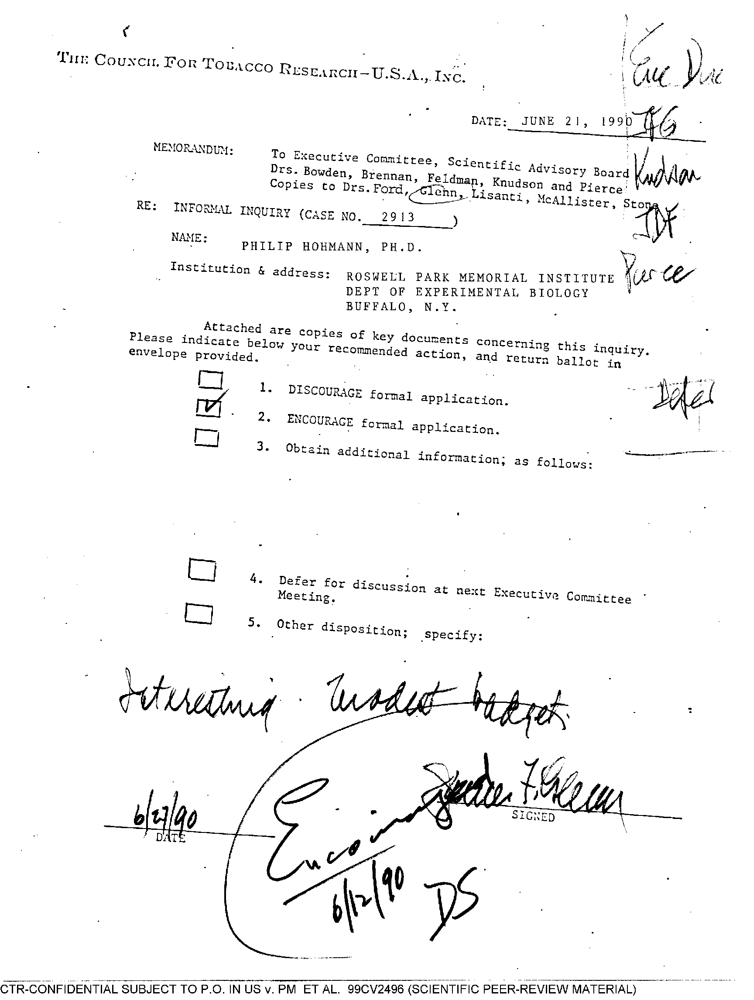 THE COUNCIL FOR TOBACCO RESEARCH-U.S.A., INC.
DATE: JUNE 21, 1990
JFG
MEMORANDUM:
To Executive Committee, Scientific Advisory Board
Drs. Bowden, Brennan, Feldman, Knudson and Pierce
Knudson
Copies to Drs. Ford, Glenn, Lisanti, McAllister, Stone
RE: INFORMAL INQUIRY (CASE NO. 2913 )
JDF
NAME: PHILIP HOHMANN, PH.D.
Institution & address: ROSWELL PARK MEMORIAL INSTITUTE
Pierce
DEPT OF EXPERIMENTAL BIOLOGY
BUFFALO, N.Y.
Attached are copies of key documents concerning this inquiry.
Please indicate below your recommended action, and return ballot in
envelope provided.
1. DISCOURAGE formal application.
Defer
2. ENCOURAGE formal application.
3. Obtain additional information; as follows:
4. Defer for discussion at next Executive Committee
Meeting.
5. Other disposition; specify:
Interesting. Modest budget.
6/27/90
DATE
SIGNED
6/12/90 DS
CTR-CONFIDENTIAL SUBJECT TO P.O. IN US v. PM ET AL. 99CV2496 (SCIENTIFIC PEER-REVIEW MATERIAL)